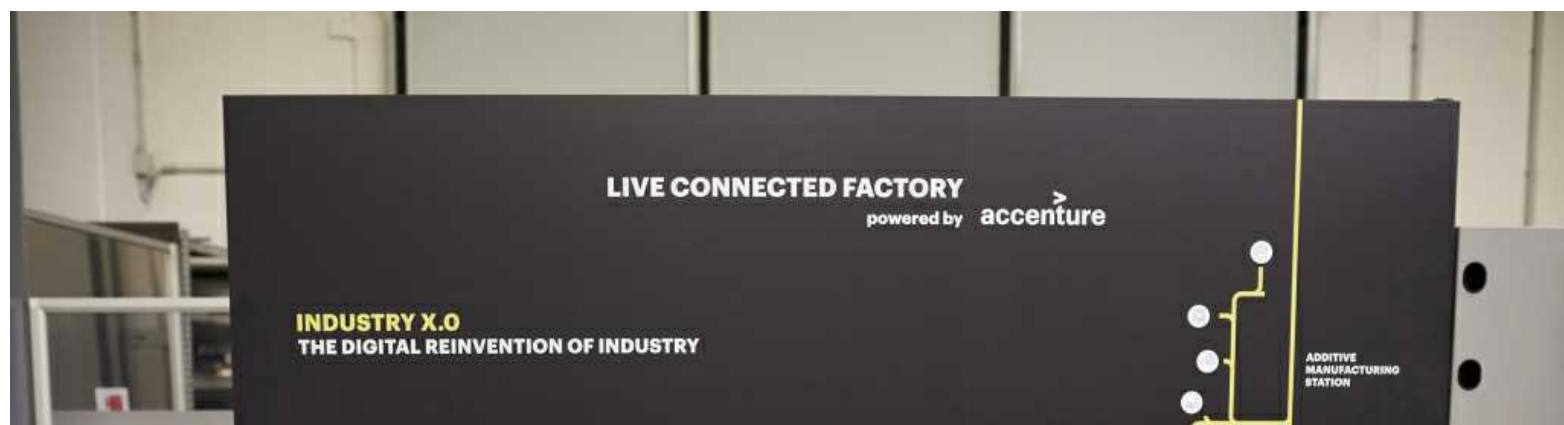 LIVE CONNECTED FACTORY
powered by accenture
INDUSTRY X.0
THE DIGITAL REINVENTION OF INDUSTRY
ADDITIVE
MANUFACTURING
STATION